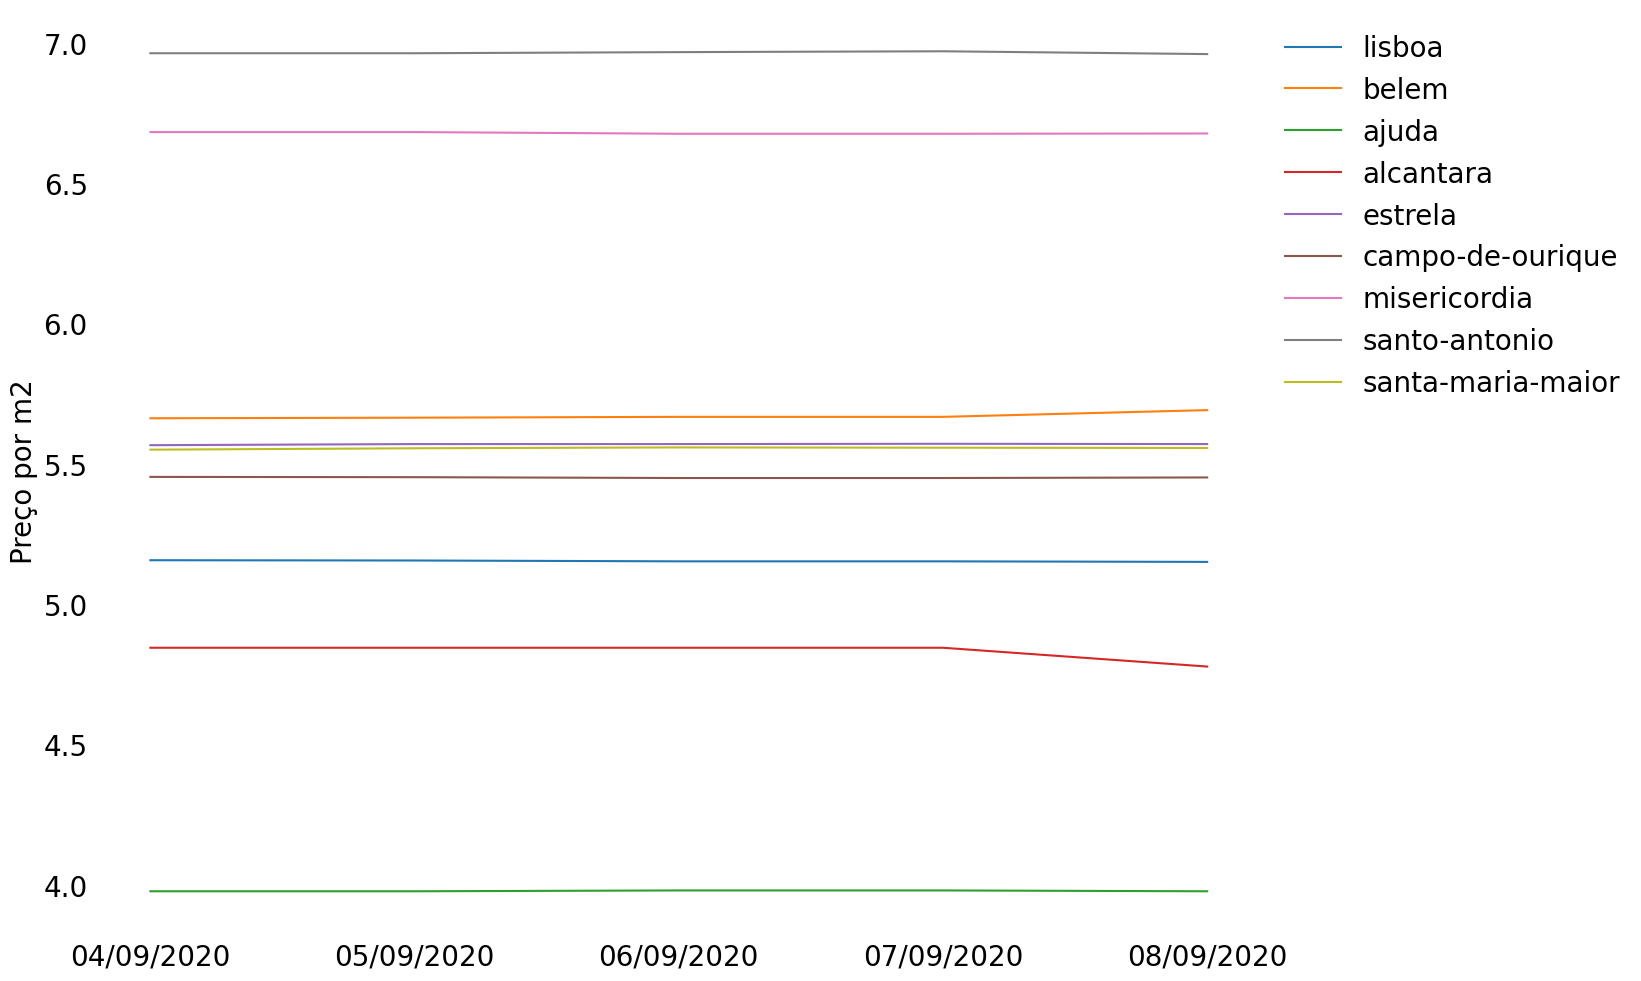 Preço por m2
7.0
6.5
6.0
5.5
5.0
4.5
4.0
04/09/2020 05/09/2020 06/09/2020 07/09/2020 08/09/2020
lisboa
belem
ajuda
alcantara
estrela
campo-de-ourique
misericordia
santo-antonio
santa-maria-maior